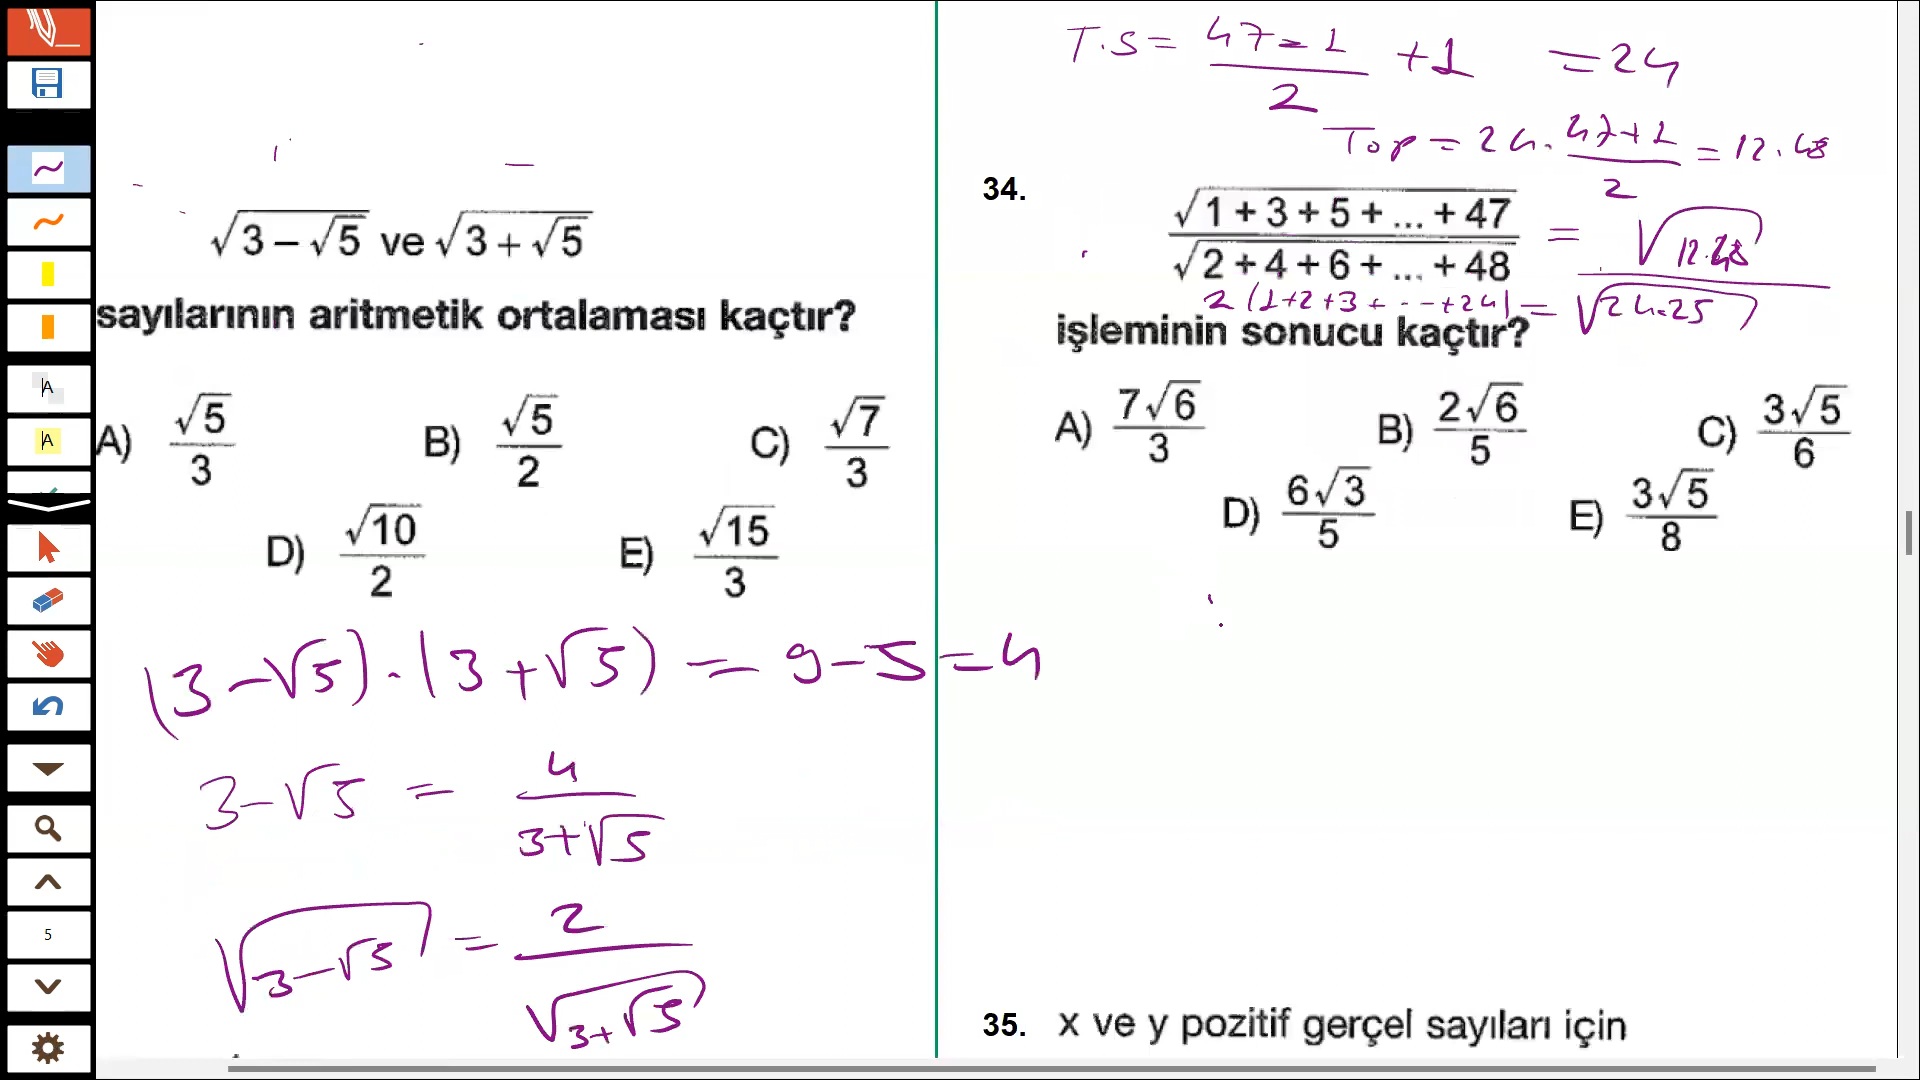 √(3 − √5) ve √(3 + √5)
sayılarının aritmetik ortalaması kaçtır?
A) √5/3 B) √5/2 C) √7/3
D) √10/2 E) √15/3
(3-√5).(3+√5) = 9-5=4
3-√5 = 4/(3+√5)
√(3-√5) = 2/√(3+√5)
T.S = (47-1)/2 +1 =24
Top = 24.(47+1)/2 = 12.48
34. √(1 + 3 + 5 + ... + 47)/√(2 + 4 + 6 + ... + 48) = √(12.48)/√(24.25)
2(1+2+3+...+24) =
işleminin sonucu kaçtır?
A) 7√6/3 B) 2√6/5 C) 3√5/6
D) 6√3/5 E) 3√5/8
35. x ve y pozitif gerçel sayıları için
A
A
5